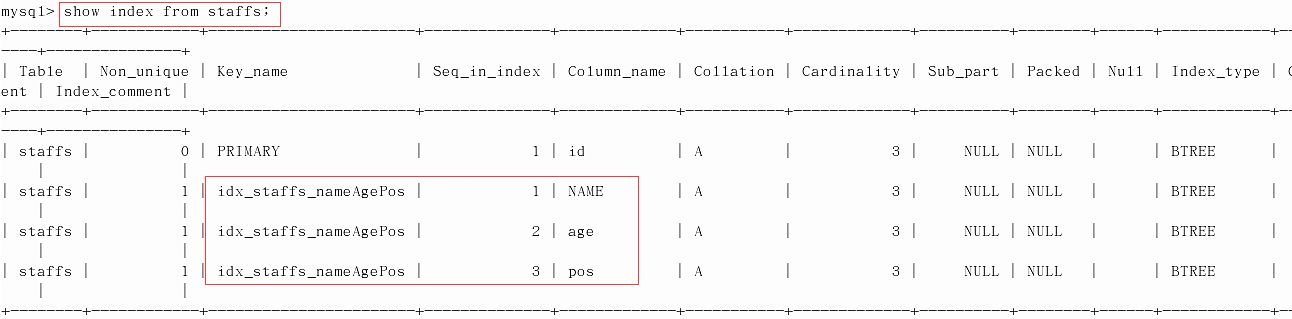 mysql> show index from staffs;
+--------+------------+-----------------------+--------------+-------------+-----------+-------------+----------+--------+------+------------+--
----+---------------+
| Table  | Non_unique | Key_name              | Seq_in_index | Column_name | Collation | Cardinality | Sub_part | Packed | Null | Index_type | C
ent | Index_comment |
+--------+------------+-----------------------+--------------+-------------+-----------+-------------+----------+--------+------+------------+--
----+---------------+
| staffs |          0 | PRIMARY               |            1 | id          | A         |           3 |     NULL | NULL   |      | BTREE      |
    |               |
| staffs |          1 | idx_staffs_nameAgePos |            1 | NAME        | A         |           3 |     NULL | NULL   |      | BTREE      |
    |               |
| staffs |          1 | idx_staffs_nameAgePos |            2 | age         | A         |           3 |     NULL | NULL   |      | BTREE      |
    |               |
| staffs |          1 | idx_staffs_nameAgePos |            3 | pos         | A         |           3 |     NULL | NULL   |      | BTREE      |
    |               |
+--------+------------+-----------------------+--------------+-------------+-----------+-------------+----------+--------+------+------------+--